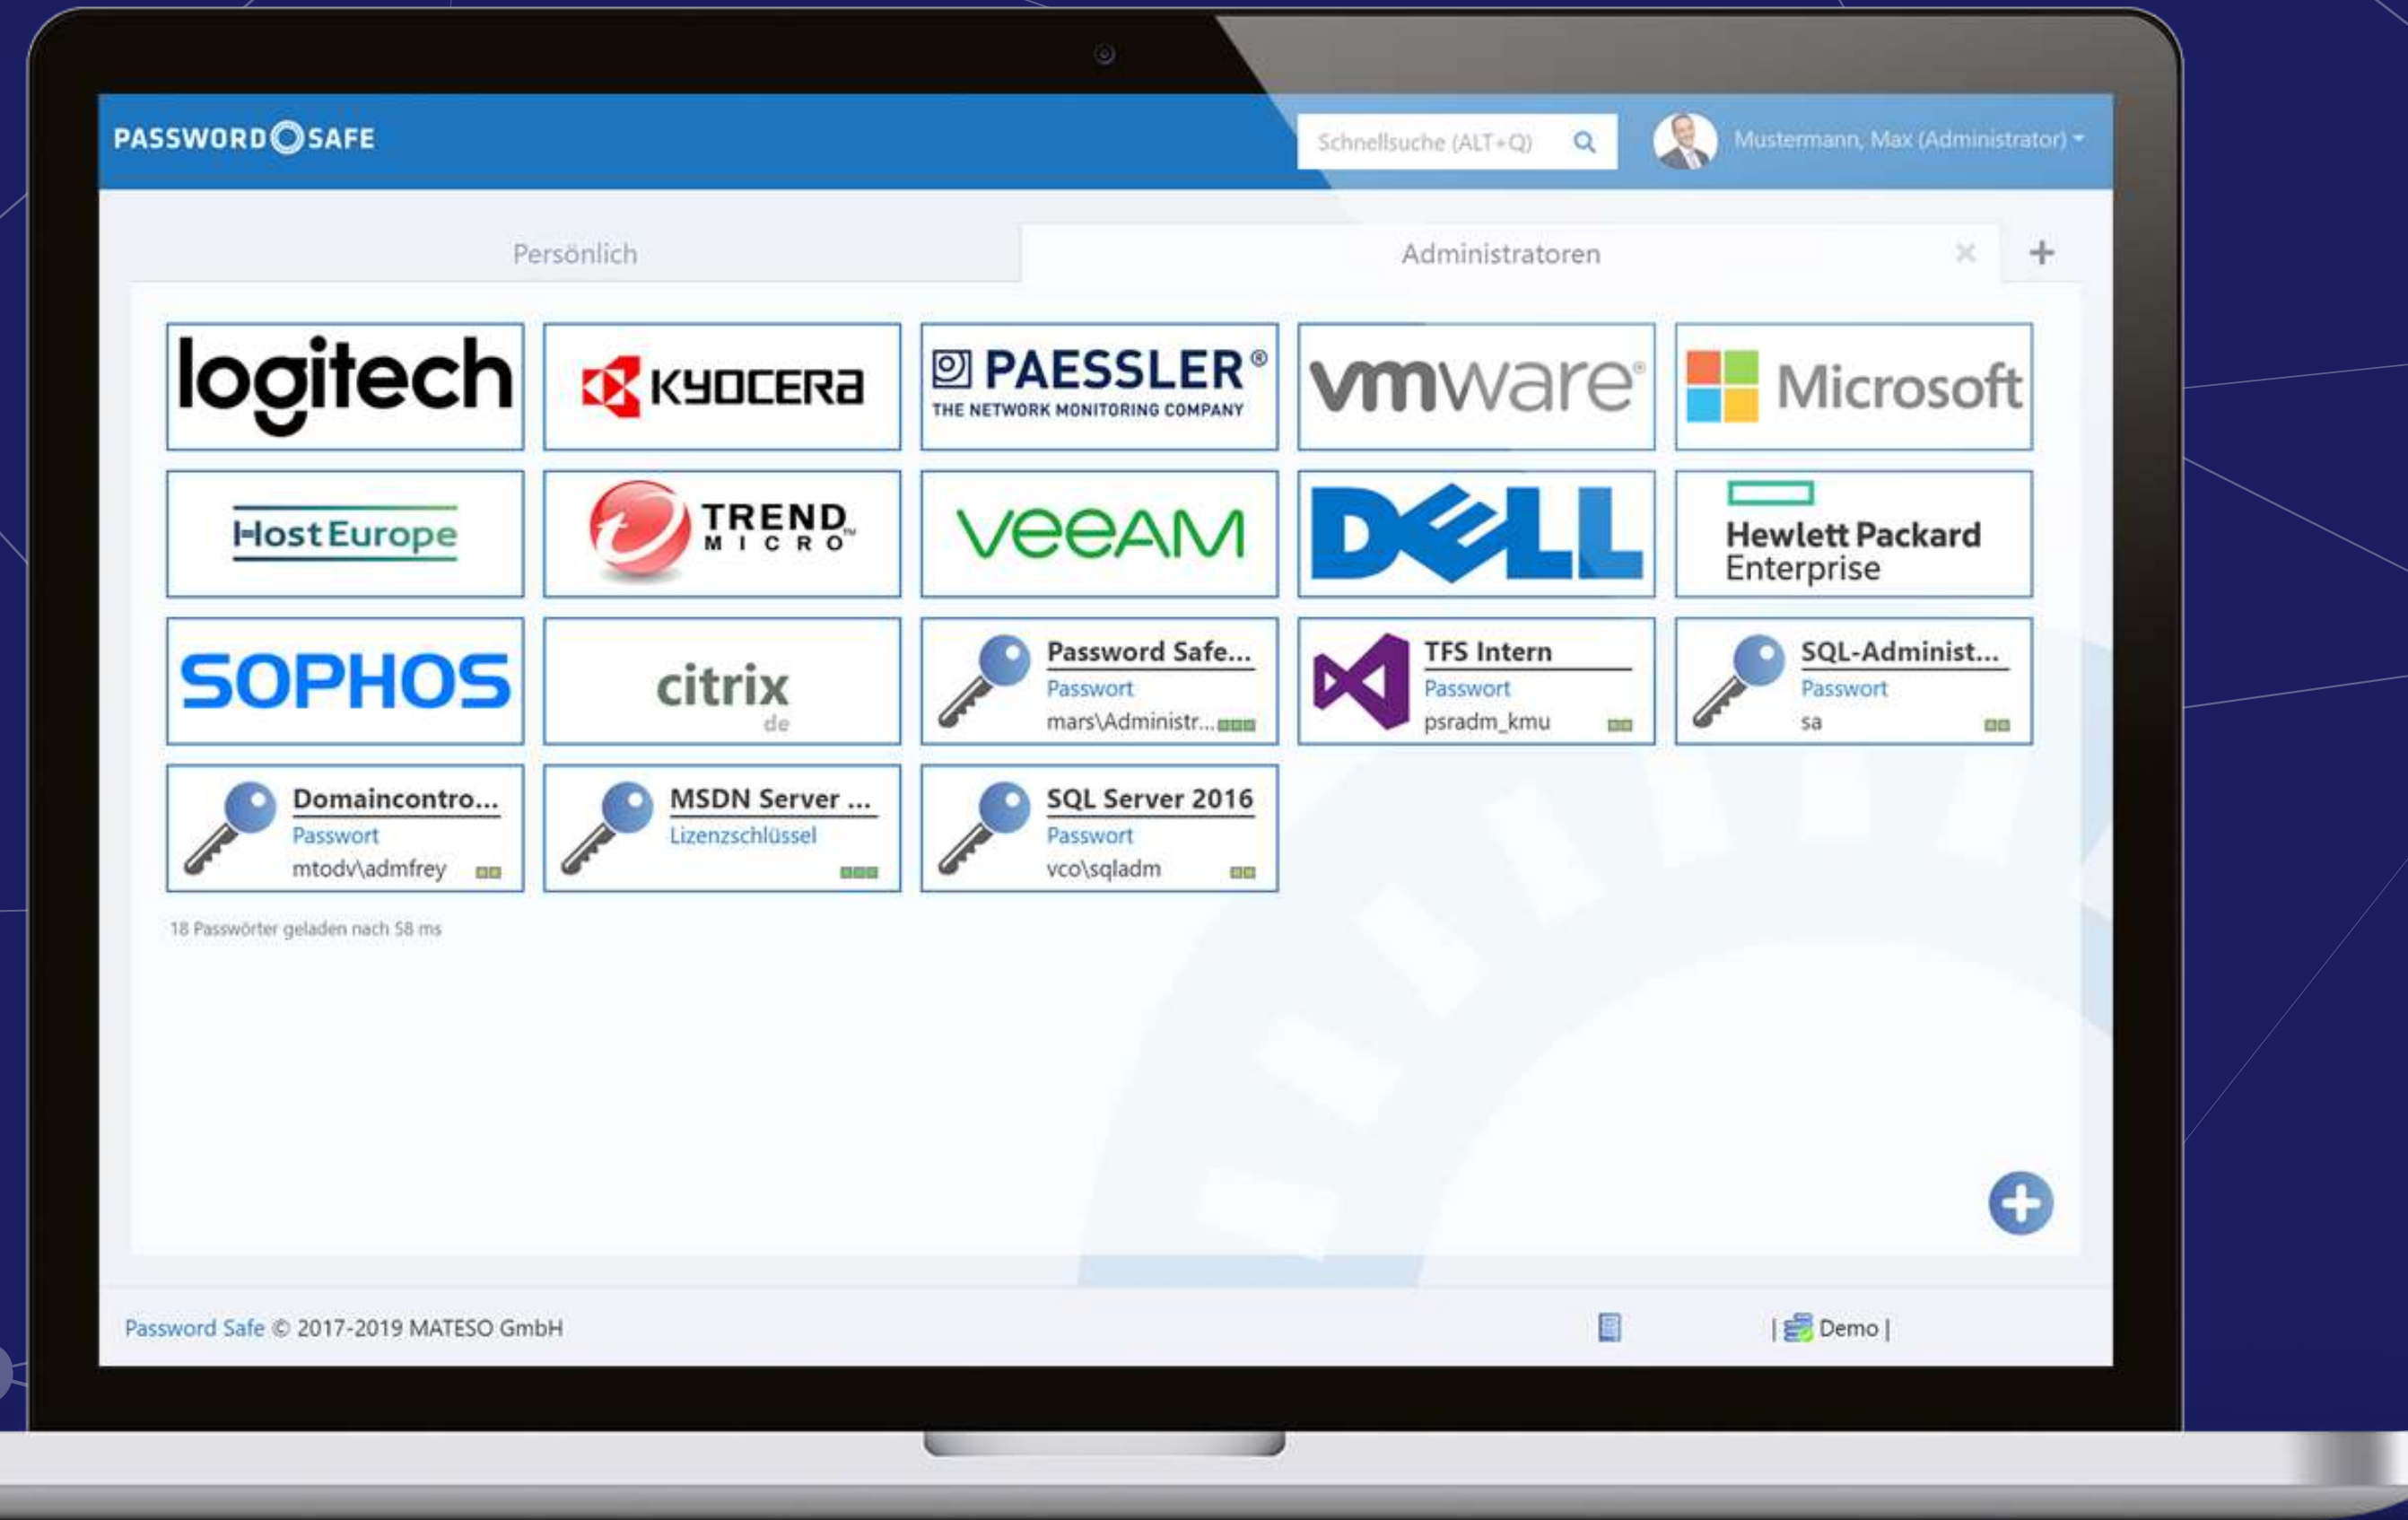 PASSWORD SAFE
Schnellsuche (ALT+Q)
Mustermann, Max (Administrator)
Persönlich
Administratoren
logitech
KYOCERA
PAESSLER®
THE NETWORK MONITORING COMPANY
vmware®
Microsoft
Host Europe
TREND
MICRO™
veeAM
DELL
Hewlett Packard
Enterprise
SOPHOS
citrix
de
Password Safe...
Passwort
mars\Administr...
TFS Intern
Passwort
psradm_kmu
SQL-Administ...
Passwort
sa
Domaincontro...
Passwort
mtodv\admfrey
MSDN Server ...
Lizenzschlüssel
SQL Server 2016
Passwort
vco\sqladm
18 Passwörter geladen nach 58 ms
Password Safe © 2017-2019 MATESO GmbH
| Demo |